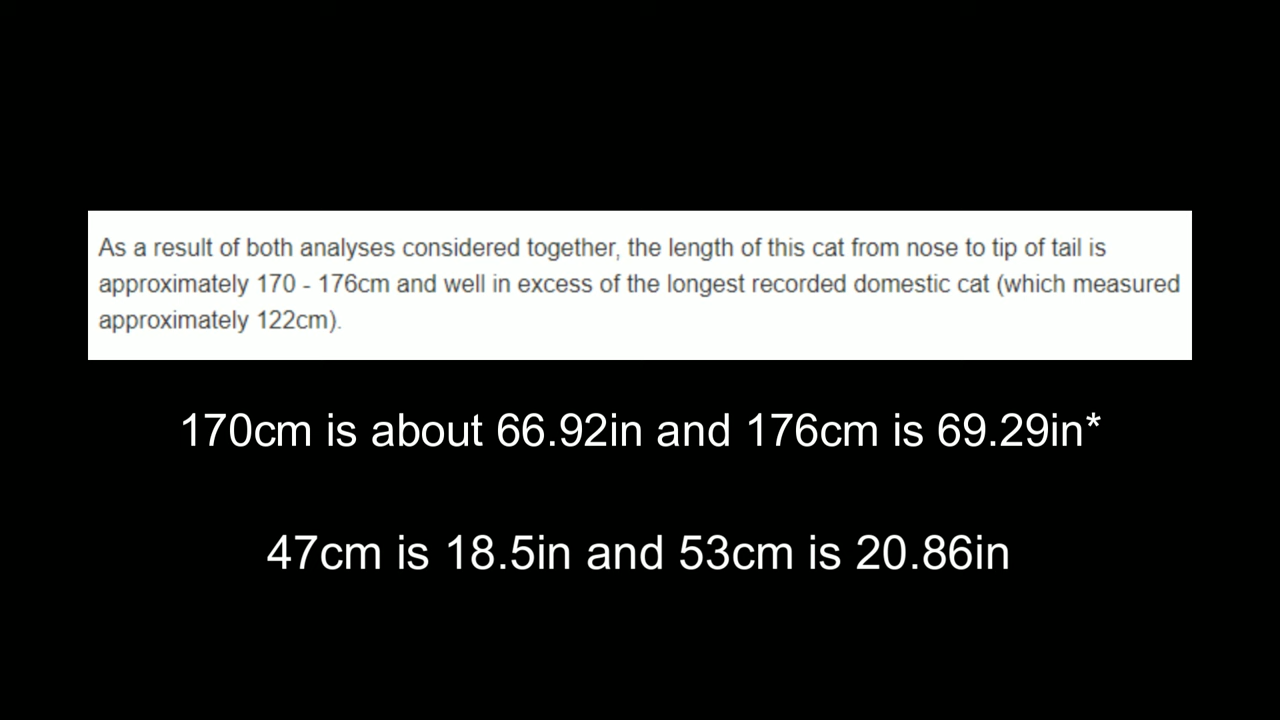 As a result of both analyses considered together, the length of this cat from nose to tip of tail is
approximately 170 - 176cm and well in excess of the longest recorded domestic cat (which measured
approximately 122cm).
170cm is about 66.92in and 176cm is 69.29in*
47cm is 18.5in and 53cm is 20.86in